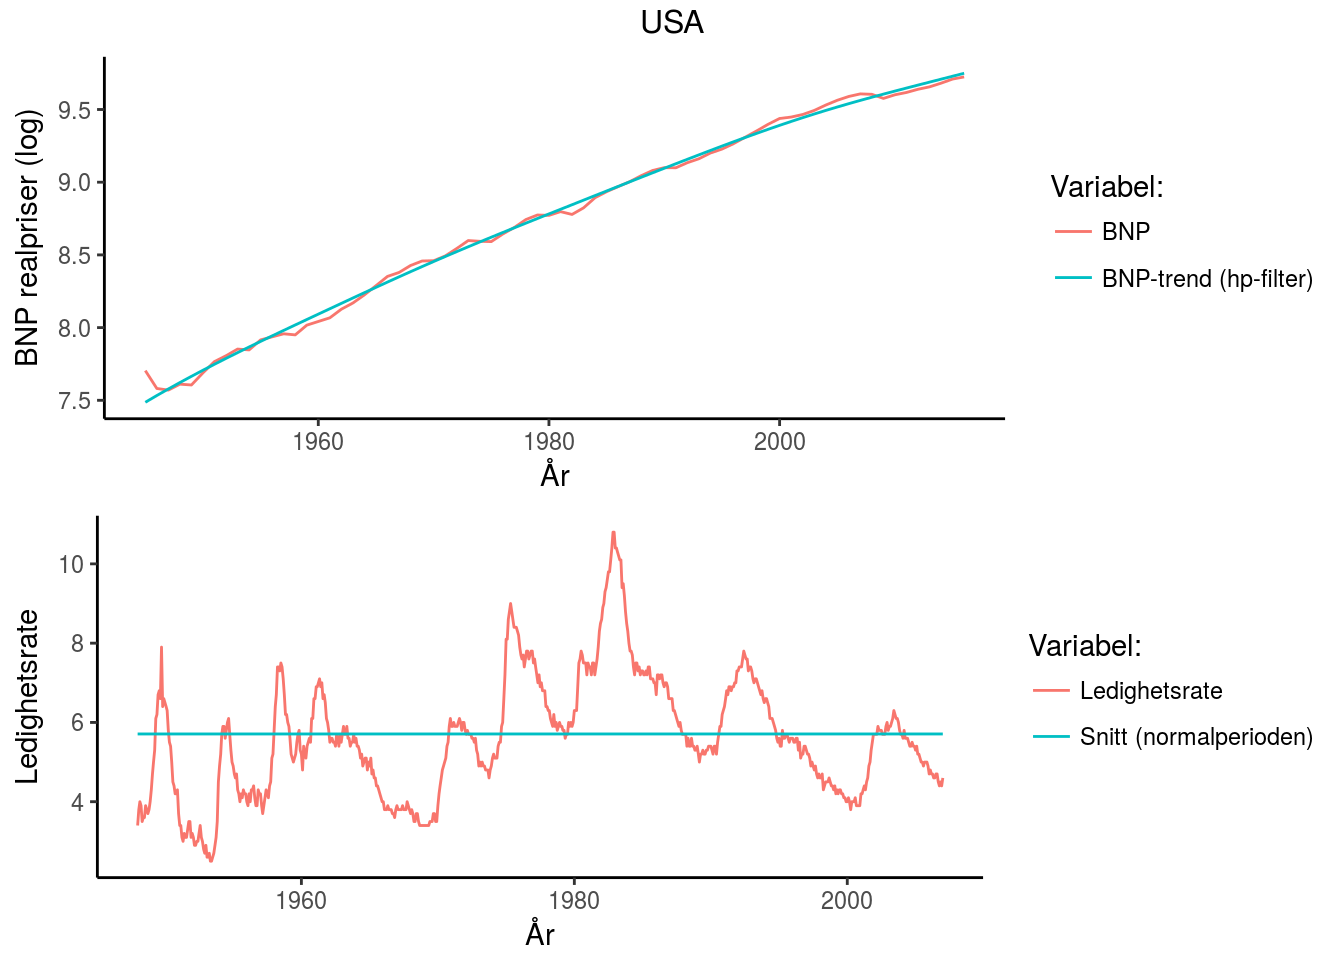 USA
BNP realpriser (log)
9.5
9.0
8.5
8.0
7.5
1960
1980
2000
År
Variabel:
BNP
BNP-trend (hp-filter)
Ledighetsrate
10
8
6
4
1960
1980
2000
År
Variabel:
Ledighetsrate
Snitt (normalperioden)